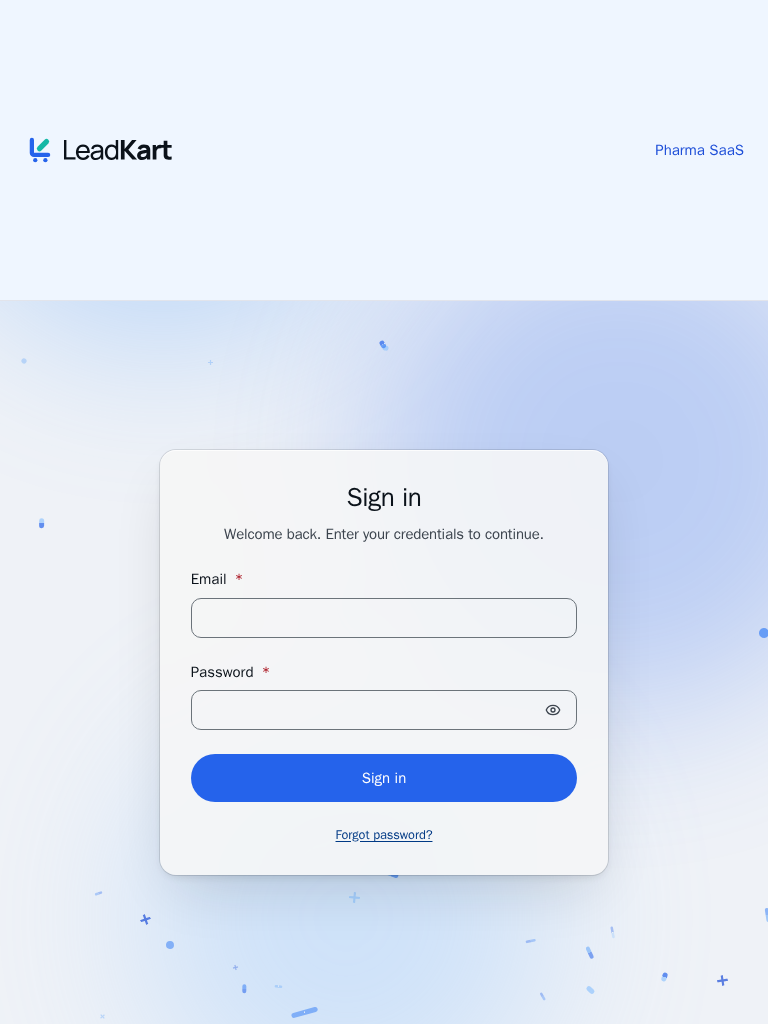 LeadKart
Pharma SaaS
Sign in
Welcome back. Enter your credentials to continue.
Email *
Password *
Sign in
Forgot password?